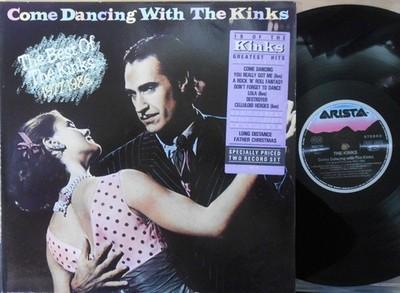 Come Dancing With The Kinks
The Best Of
The Kinks
1977-1986
18 OF THE
Kinks
GREATEST HITS
COME DANCING
YOU REALLY GOT ME (live)
A ROCK 'N' ROLL FANTASY
DON'T FORGET TO DANCE
LOLA (live)
DESTROYER
CELLULOID HEROES (live)
LONG DISTANCE
FATHER CHRISTMAS
SPECIALLY PRICED
TWO RECORD SET
ARISTA
STEREO
THE KINKS
Come Dancing with The Kinks